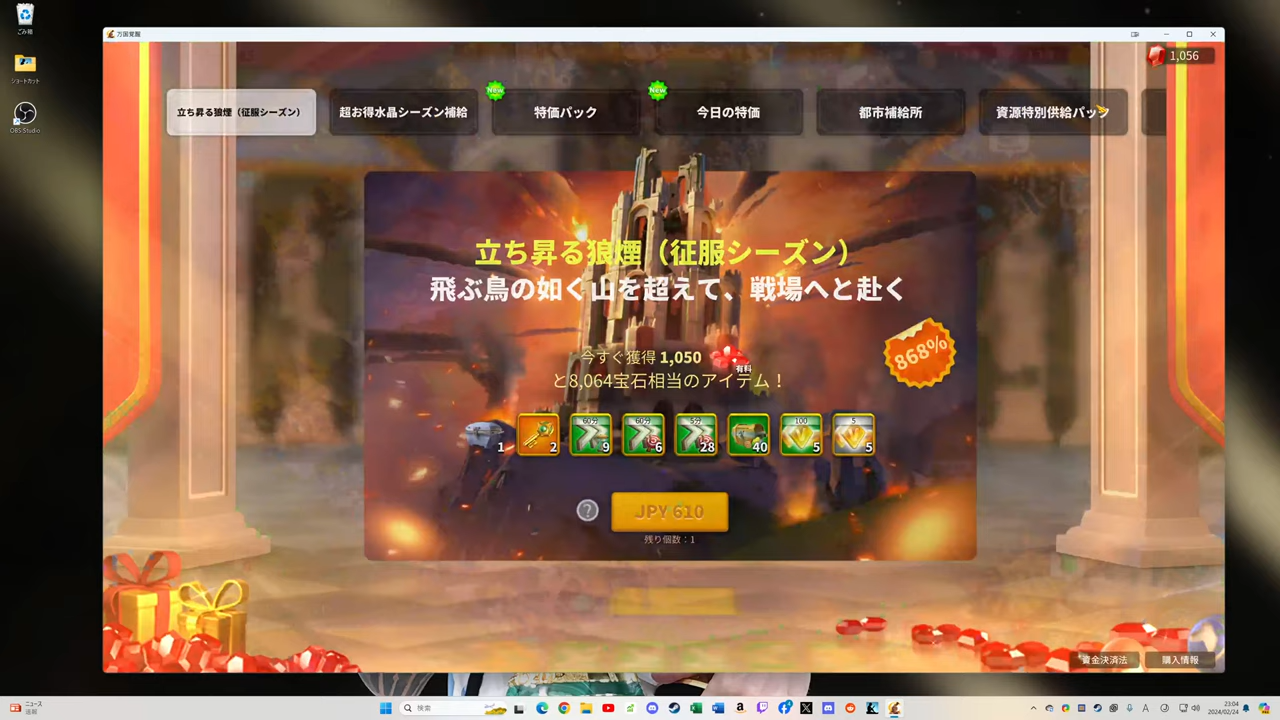 ごみ箱
万国覚醒
ショートカット
OBS Studio
1,056
立ち昇る狼煙（征服シーズン）
超お得水晶シーズン補給
New
特価パック
New
今日の特価
都市補給所
資源特別供給パック
立ち昇る狼煙（征服シーズン）
飛ぶ鳥の如く山を超えて、戦場へと赴く
868%
今すぐ獲得 1,050
有料
と8,064宝石相当のアイテム！
1
2
60分
9
60分
6
5分
28
40
100
5
5
5
?
JPY 610
残り個数：1
資金決済法
購入情報
ニュース
速報
検索
A
23:04
2024/02/24